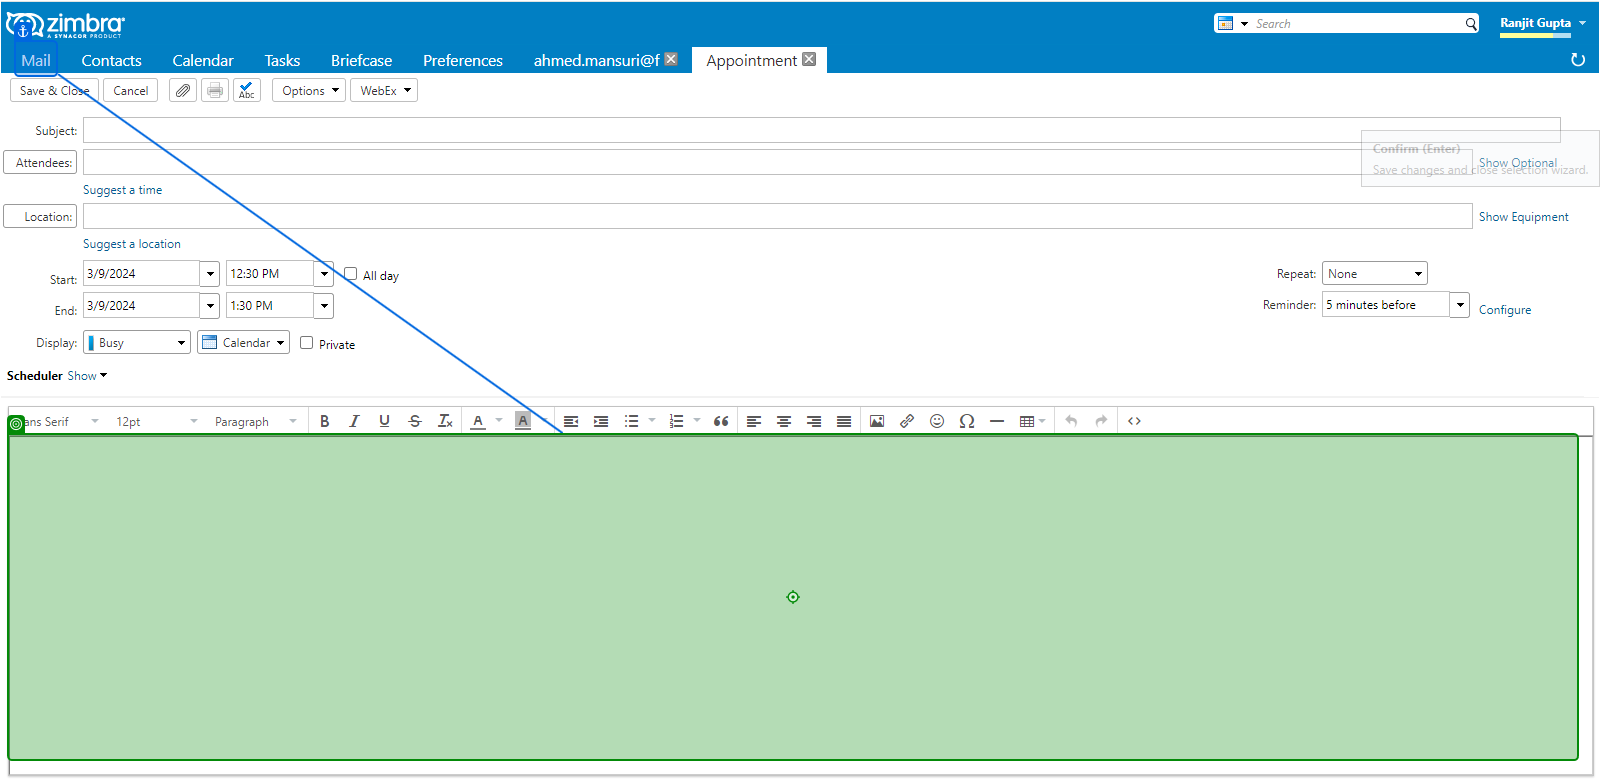 zimbra
A SYNACOR PRODUCT
Search
Ranjit Gupta
Mail Contacts Calendar Tasks Briefcase Preferences ahmed.mansuri@f Appointment
Save & Close Cancel Abc Options WebEx
Subject:
Confirm (Enter)
Attendees: Show Optional
Save changes and close selection wizard.
Suggest a time
Location: Show Equipment
Suggest a location
Start: 3/9/2024 12:30 PM All day Repeat: None
End: 3/9/2024 1:30 PM Reminder: 5 minutes before Configure
Display: Busy Calendar Private
Scheduler Show
ans Serif 12pt Paragraph B I U S Tx A A